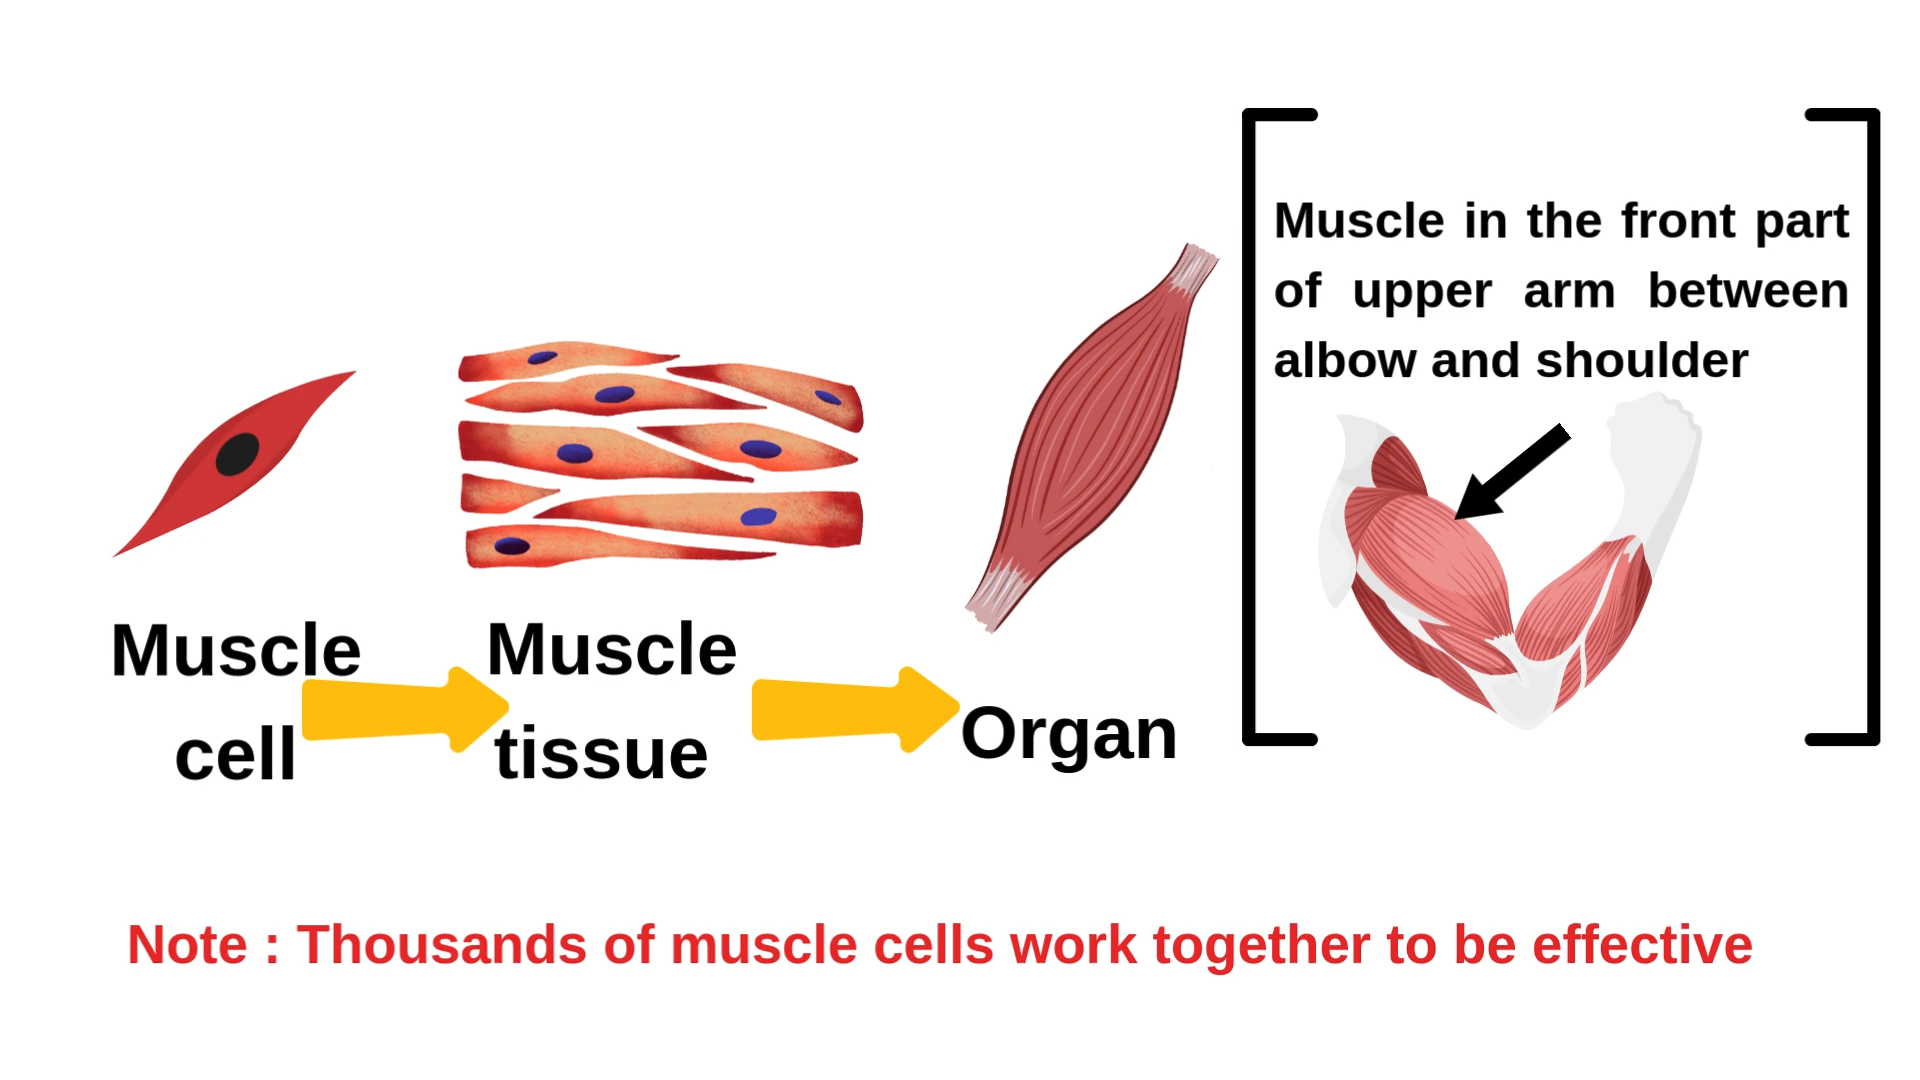 Muscle in the front part
of upper arm between
albow and shoulder
Muscle
cell
Muscle
tissue
Organ
Note : Thousands of muscle cells work together to be effective